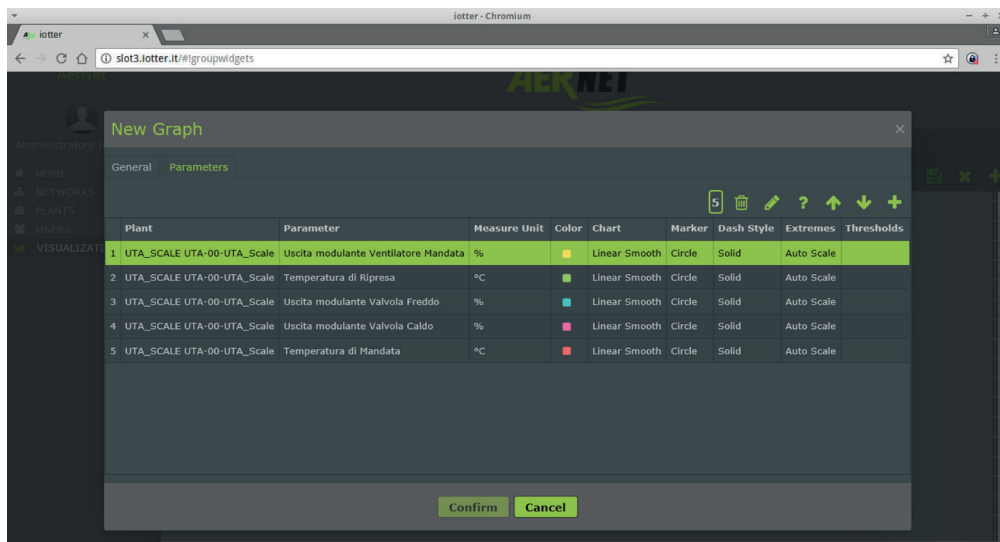 iotter - Chromium
iotter
slot3.iotter.it/#!groupwidgets
AerNet
AERNET
New Graph
Amministratore
General Parameters
HOME
NETWORKS
PLANTS
USERS
VISUALIZATI
5
Plant Parameter Measure Unit Color Chart Marker Dash Style Extremes Thresholds
1 UTA_SCALE UTA-00-UTA_Scale Uscita modulante Ventilatore Mandata % Linear Smooth Circle Solid Auto Scale
2 UTA_SCALE UTA-00-UTA_Scale Temperatura di Ripresa °C Linear Smooth Circle Solid Auto Scale
3 UTA_SCALE UTA-00-UTA_Scale Uscita modulante Valvola Freddo % Linear Smooth Circle Solid Auto Scale
4 UTA_SCALE UTA-00-UTA_Scale Uscita modulante Valvola Caldo % Linear Smooth Circle Solid Auto Scale
5 UTA_SCALE UTA-00-UTA_Scale Temperatura di Mandata °C Linear Smooth Circle Solid Auto Scale
Confirm Cancel